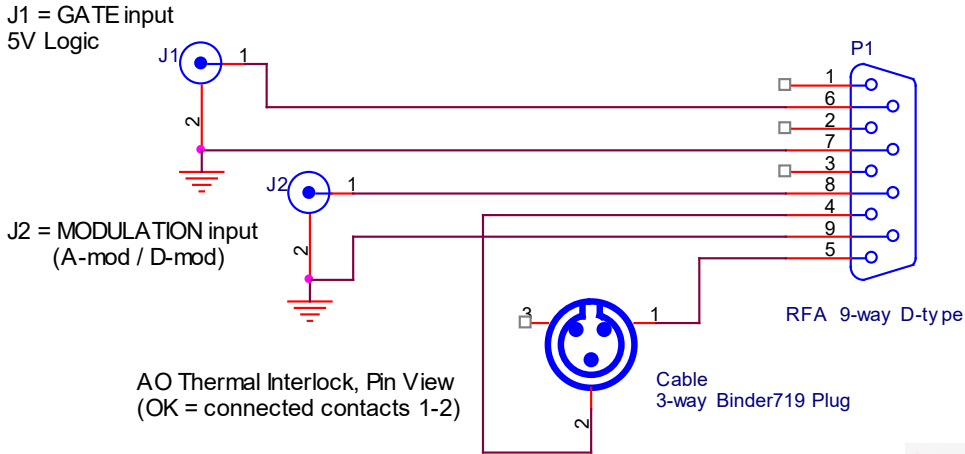 J1 = GATE input
5V Logic
J1
1
2
P1
1
6
2
7
3
8
4
9
5
J2
1
2
J2 = MODULATION input
(A-mod / D-mod)
RFA 9-way D-type
3
1
2
AO Thermal Interlock, Pin View
(OK = connected contacts 1-2)
Cable
3-way Binder719 Plug